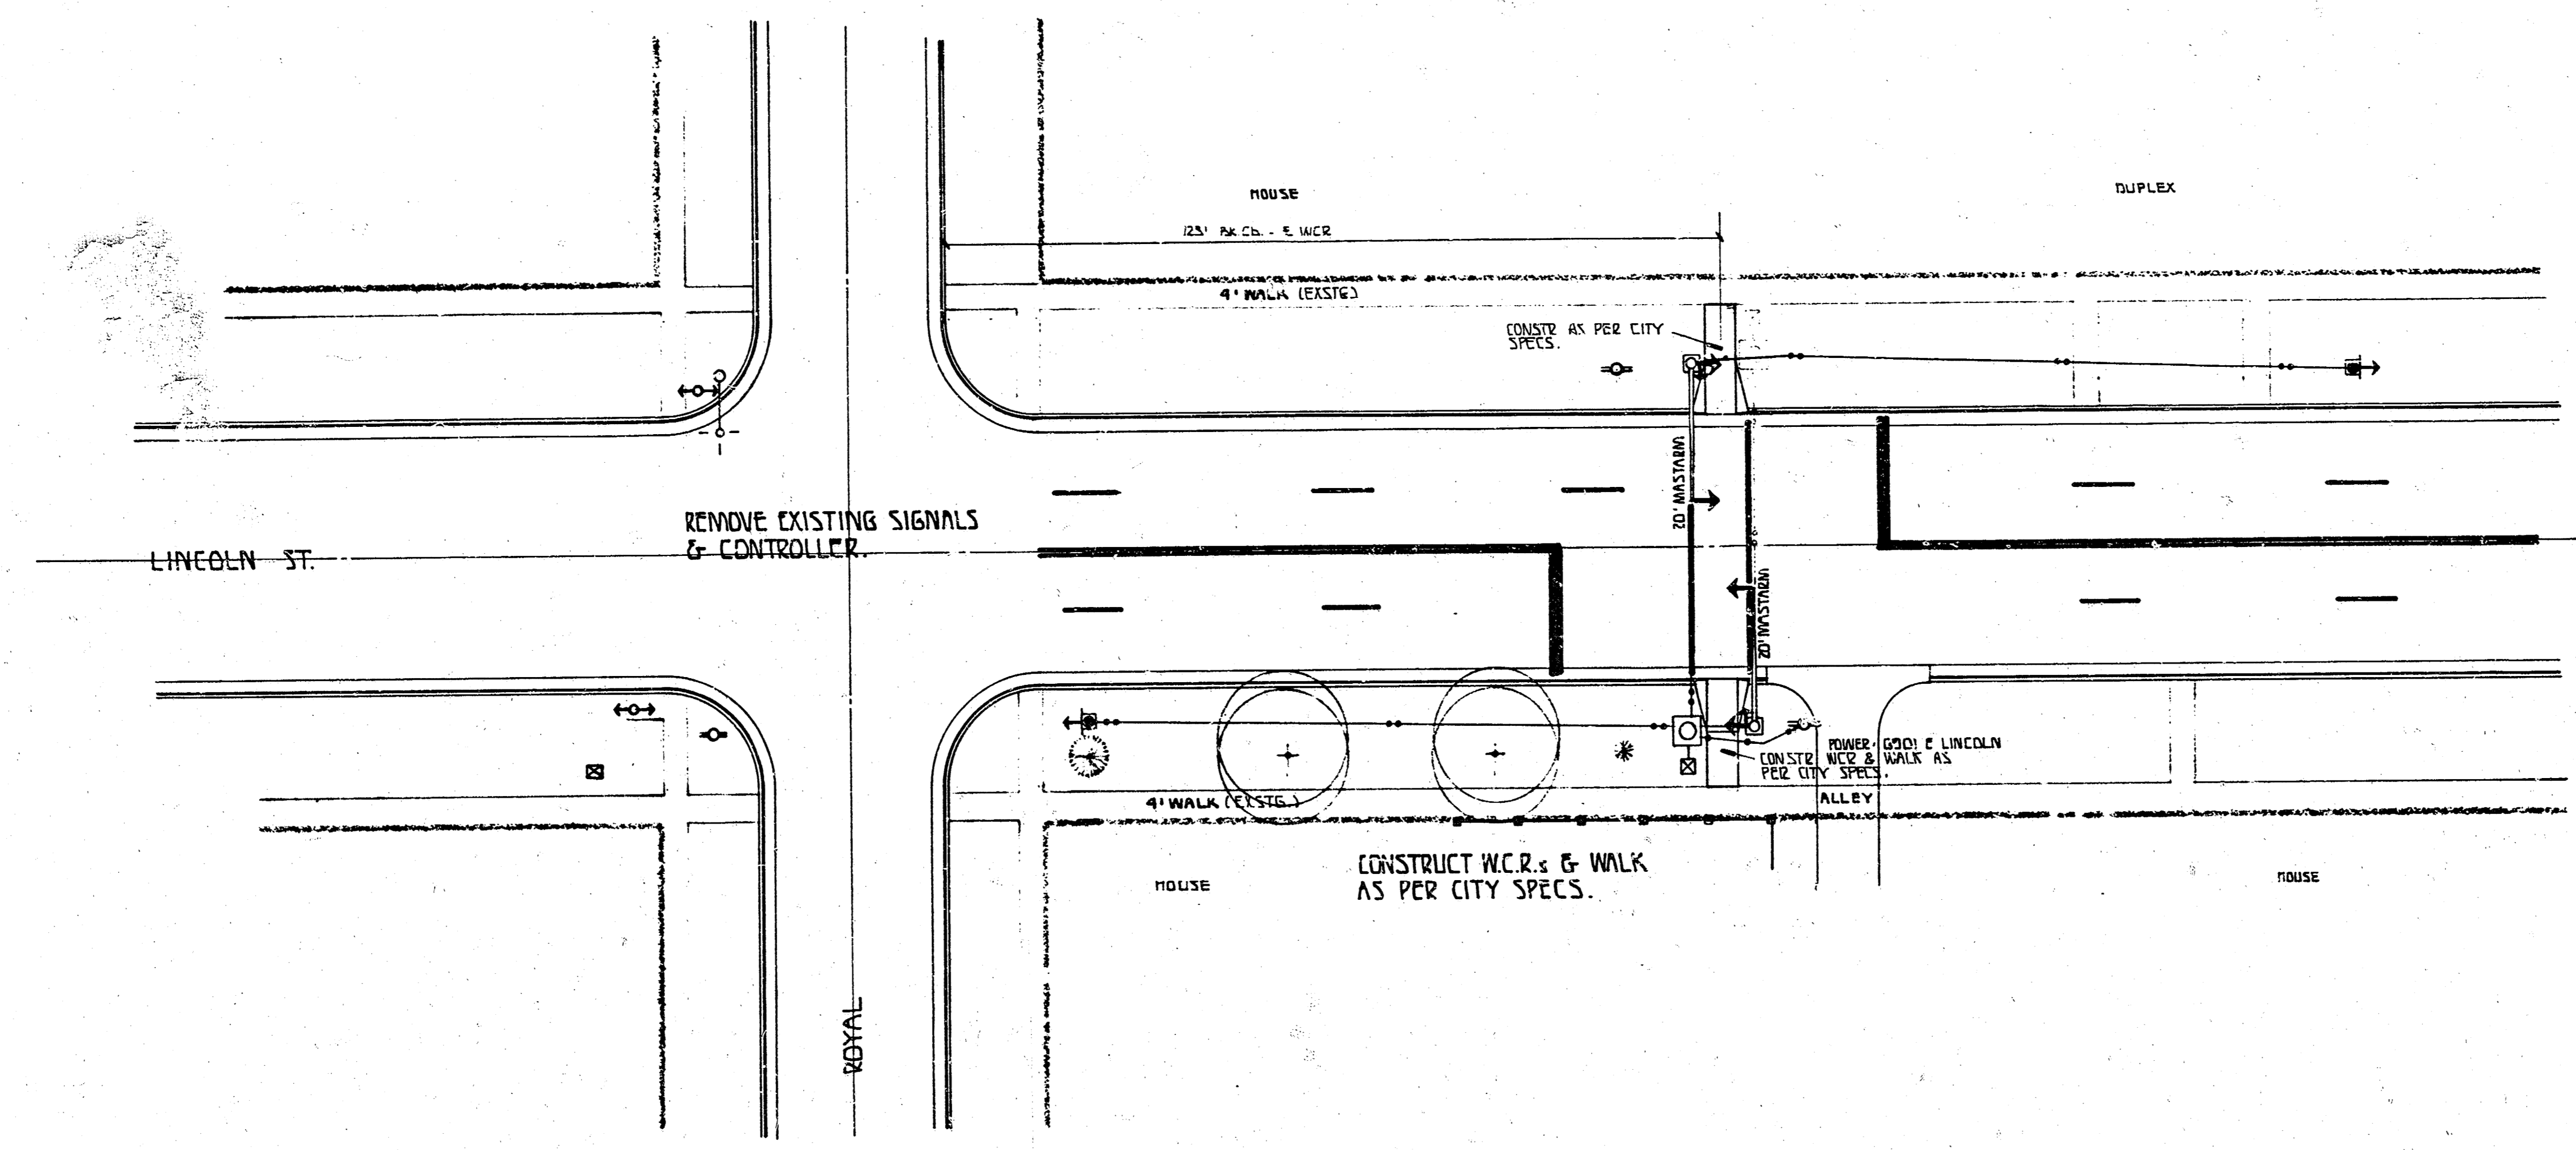 HOUSE
DUPLEX
123' BK.Cb. - ℄ WCR
4' WALK (EXSTG)
CONSTR AS PER CITY
SPECS.
20' MASTARM
REMOVE EXISTING SIGNALS
& CONTROLLER.
LINCOLN ST.
20' MASTARM
POWER: E LINCOLN
CONSTR WCR & WALK AS
PER CITY SPECS.
4' WALK (EXSTG.)
ALLEY
CONSTRUCT W.C.R.s & WALK
AS PER CITY SPECS.
HOUSE
HOUSE
ROYAL